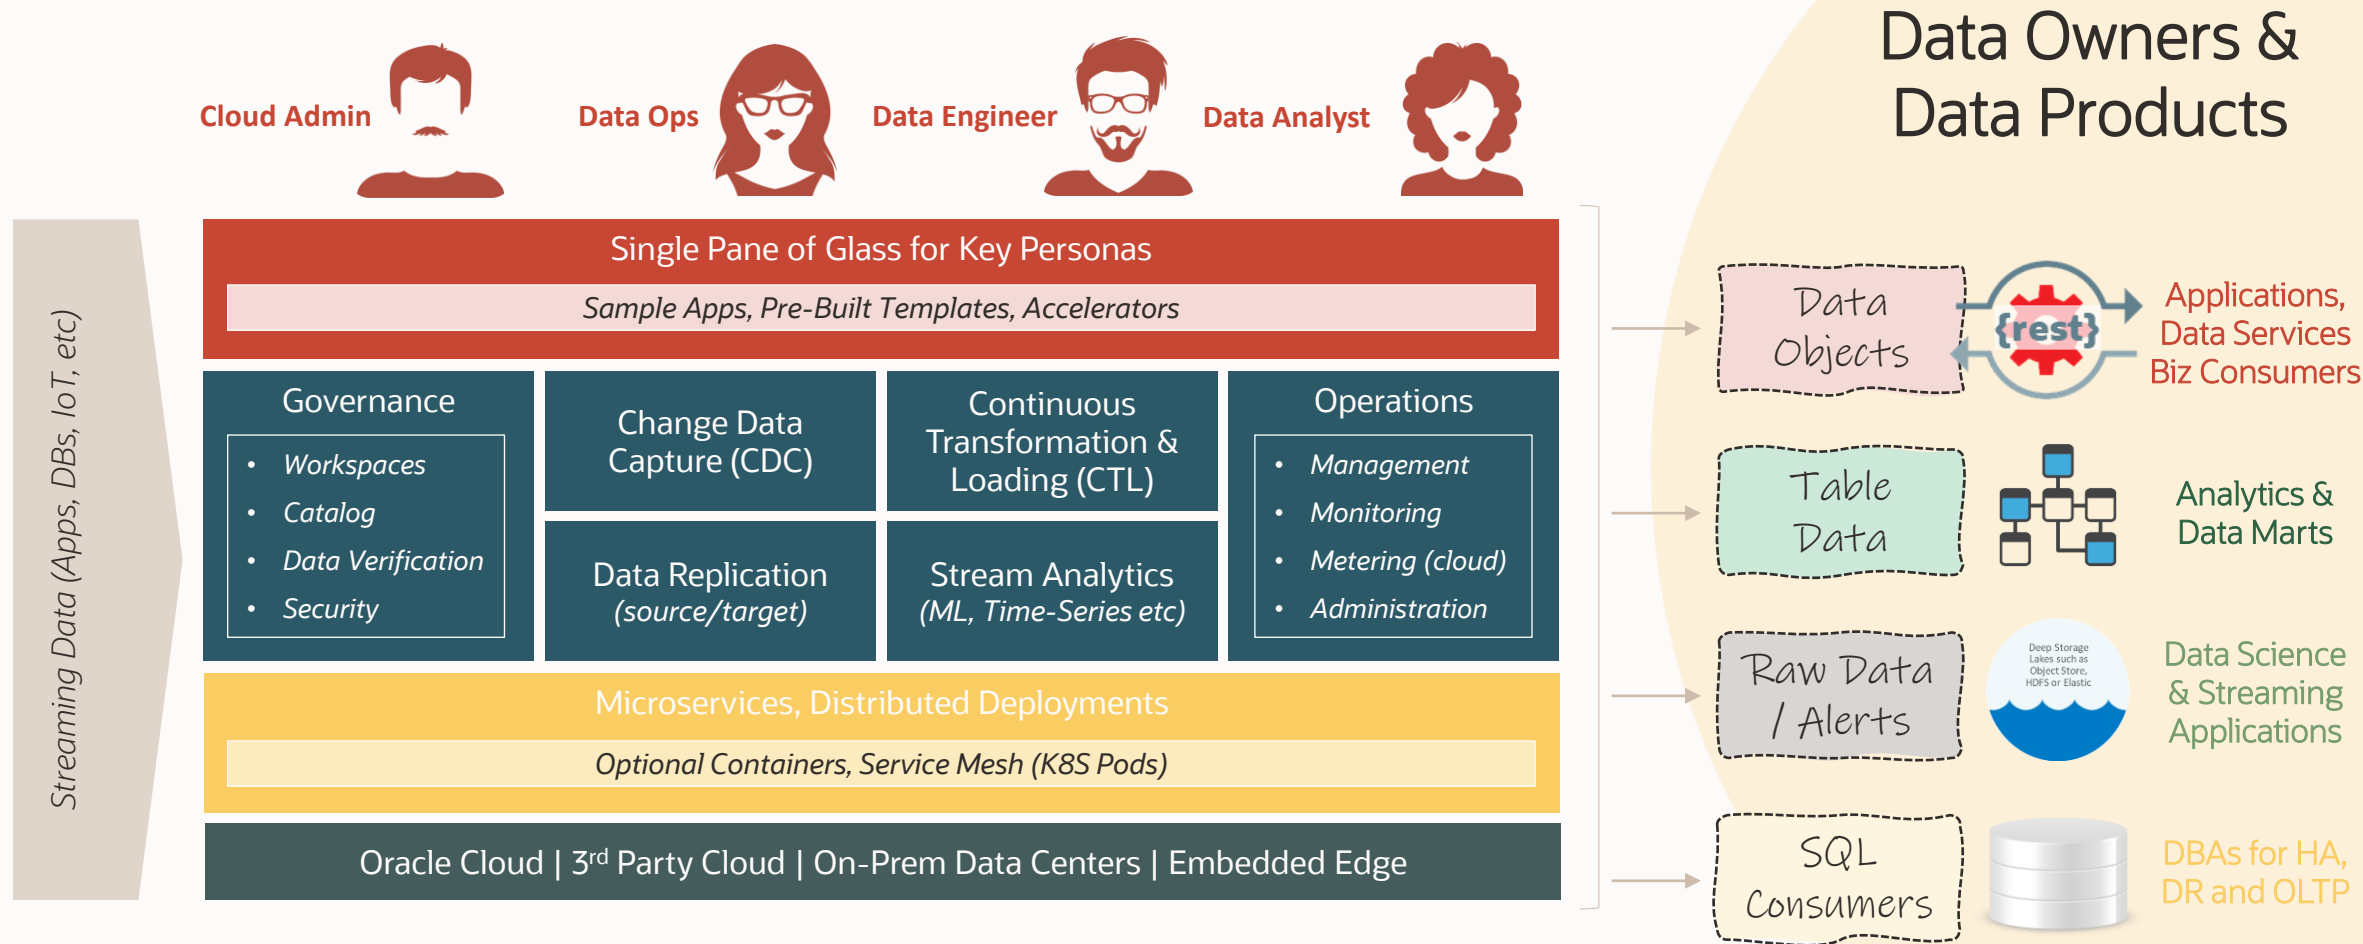 Data Owners &
Data Products
Cloud Admin
Data Ops
Data Engineer
Data Analyst
Streaming Data (Apps, DBs, IoT, etc)
Single Pane of Glass for Key Personas
Sample Apps, Pre-Built Templates, Accelerators
Governance
• Workspaces
• Catalog
• Data Verification
• Security
Change Data
Capture (CDC)
Continuous
Transformation &
Loading (CTL)
Data Replication
(source/target)
Stream Analytics
(ML, Time-Series etc)
Operations
• Management
• Monitoring
• Metering (cloud)
• Administration
Microservices, Distributed Deployments
Optional Containers, Service Mesh (K8S Pods)
Oracle Cloud | 3rd Party Cloud | On-Prem Data Centers | Embedded Edge
Data
Objects
{rest}
Applications,
Data Services
Biz Consumers
Table
Data
Analytics &
Data Marts
Raw Data
/ Alerts
Deep Storage
Lakes such as
Object Store,
HDFS or Elastic
Data Science
& Streaming
Applications
SQL
Consumers
DBAs for HA,
DR and OLTP